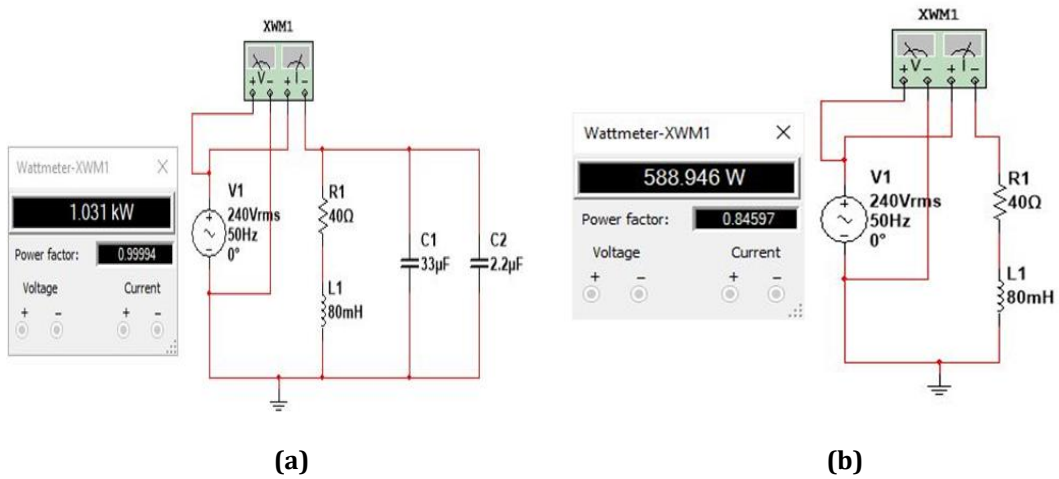 XWM1
V I
+ - + -
Wattmeter-XWM1 X
1.031 kW
Power factor: 0.99994
Voltage Current
+ - + -
V1
240Vrms
50Hz
0°
R1
40Ω
L1
80mH
C1
33µF
C2
2.2µF
(a)
XWM1
V I
+ - + -
Wattmeter-XWM1 X
588.946 W
Power factor: 0.84597
Voltage Current
+ - + -
V1
240Vrms
50Hz
0°
R1
40Ω
L1
80mH
(b)